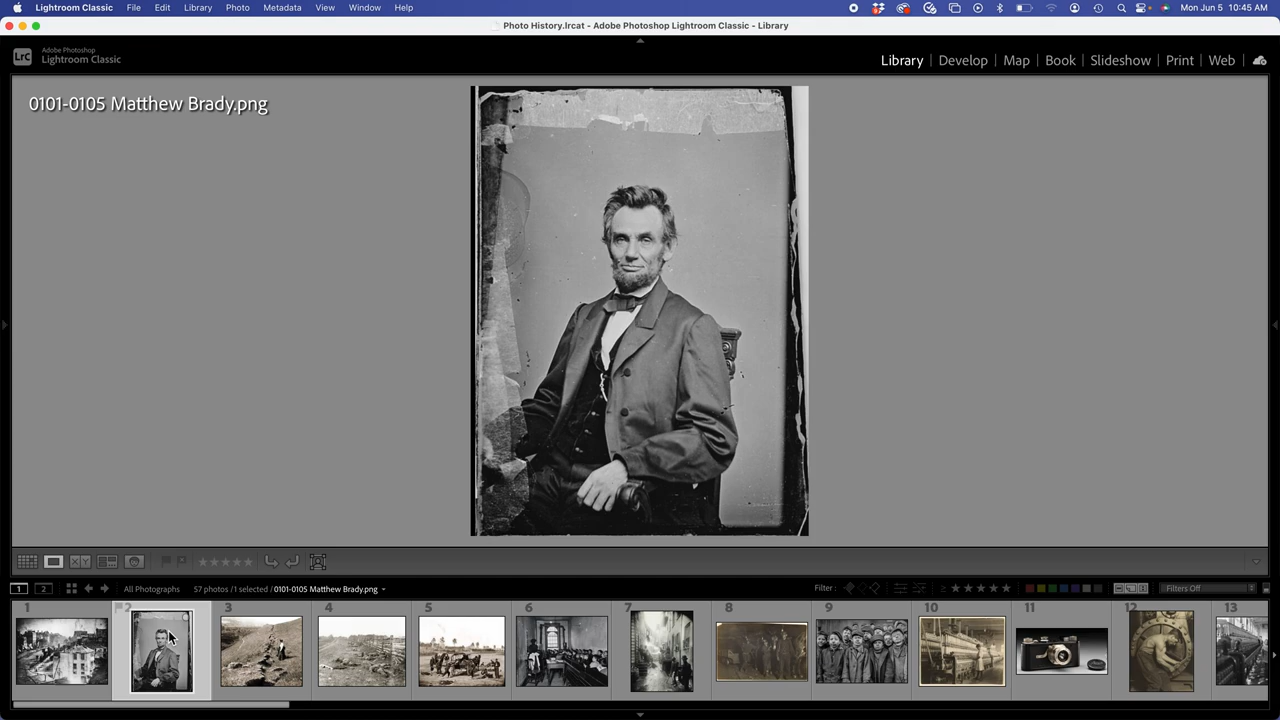 Lightroom Classic File Edit Library Photo Metadata View Window Help Mon Jun 5 10:45 AM
Photo History.lrcat - Adobe Photoshop Lightroom Classic - Library
LrC Adobe Photoshop
Lightroom Classic
Library | Develop | Map | Book | Slideshow | Print | Web
0101-0105 Matthew Brady.png
XY
1 2 All Photographs 57 photos / 1 selected / 0101-0105 Matthew Brady.png Filter : ≥ Filters Off
1 2 3 4 5 6 7 8 9 10 11 12 13